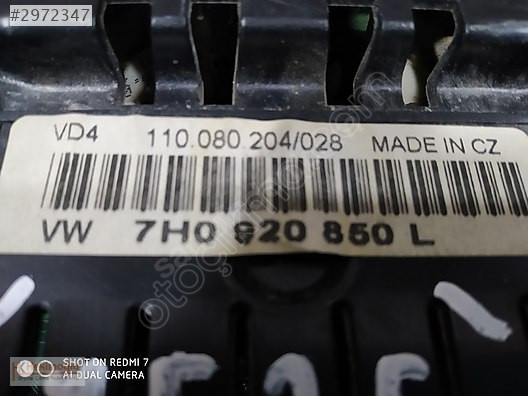 #2972347
VD4 110.080.204/028 MADE IN CZ
VW 7H0 920 850 L
SHOT ON REDMI 7
AI DUAL CAMERA